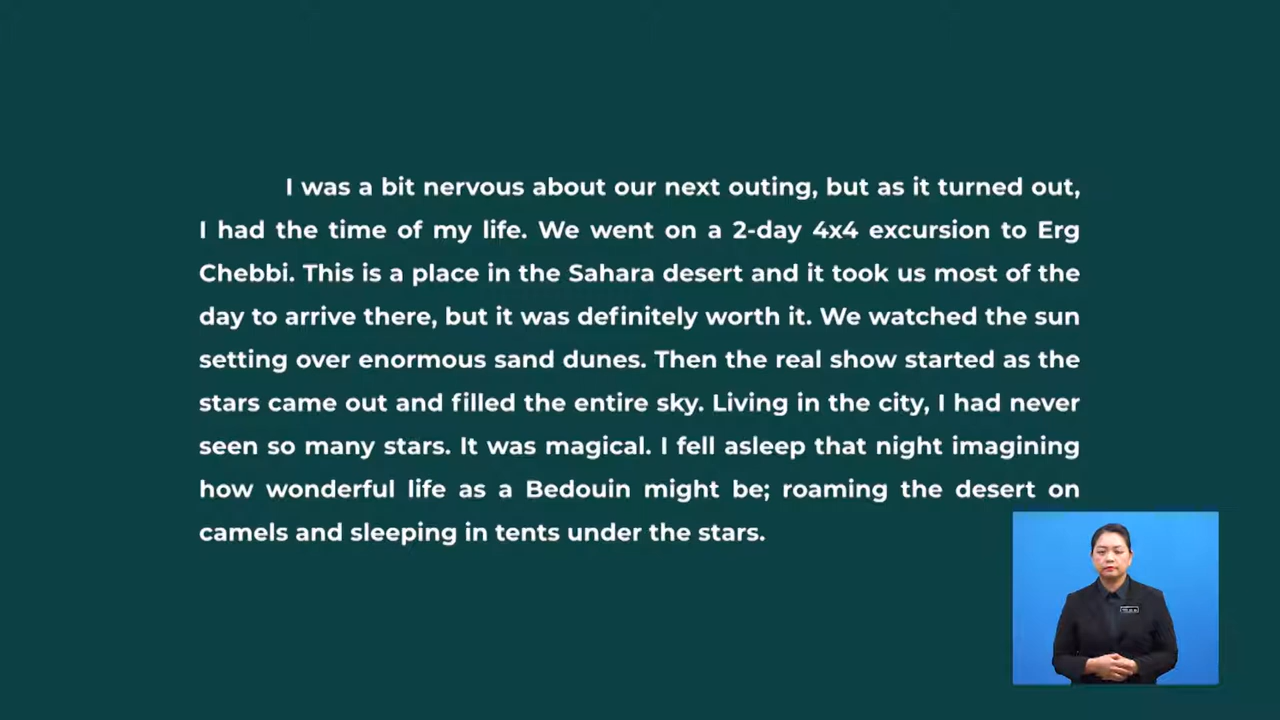 I was a bit nervous about our next outing, but as it turned out,
I had the time of my life. We went on a 2-day 4x4 excursion to Erg
Chebbi. This is a place in the Sahara desert and it took us most of the
day to arrive there, but it was definitely worth it. We watched the sun
setting over enormous sand dunes. Then the real show started as the
stars came out and filled the entire sky. Living in the city, I had never
seen so many stars. It was magical. I fell asleep that night imagining
how wonderful life as a Bedouin might be; roaming the desert on
camels and sleeping in tents under the stars.